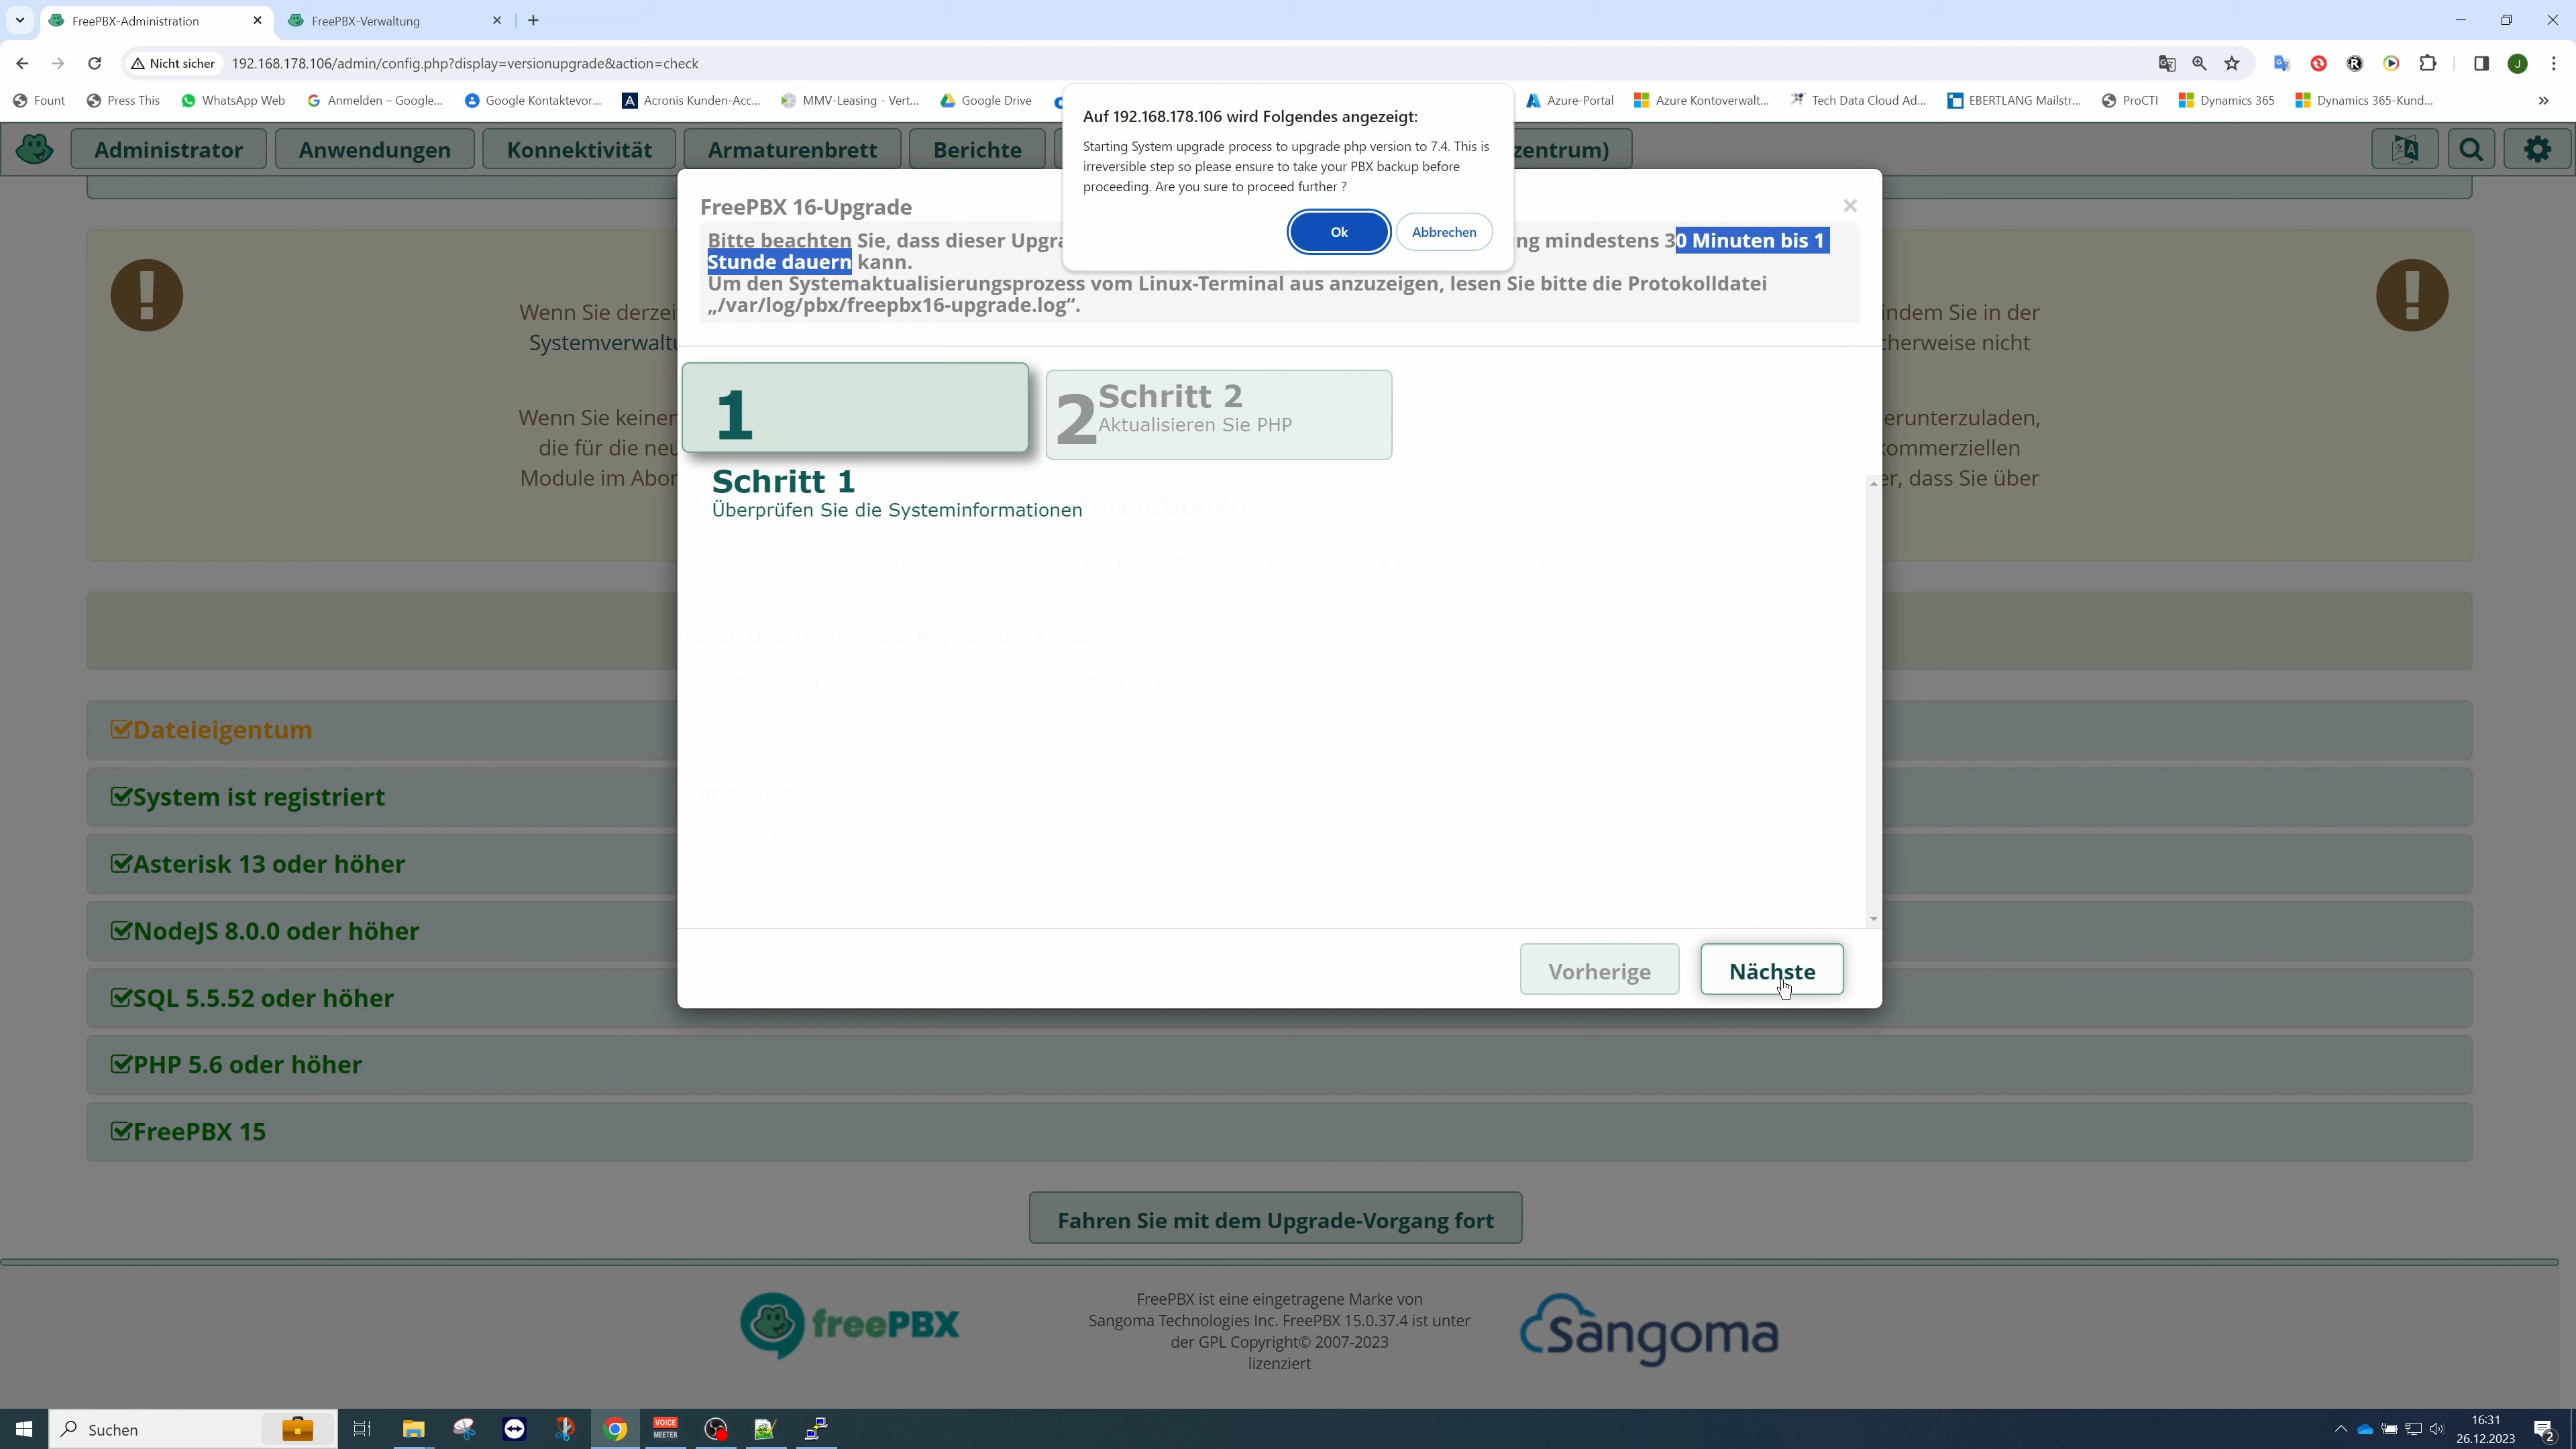 FreePBX-Administration
FreePBX-Verwaltung
Nicht sicher
192.168.178.106/admin/config.php?display=versionupgrade&action=check
J
Fount
Press This
WhatsApp Web
Anmelden – Google...
Google Kontaktevor...
Acronis Kunden-Acc...
MMV-Leasing - Vert...
Google Drive
Azure-Portal
Azure Kontoverwalt...
Tech Data Cloud Ad...
EBERTLANG Mailstr...
ProCTI
Dynamics 365
Dynamics 365-Kund...
Auf 192.168.178.106 wird Folgendes angezeigt:
Starting System upgrade process to upgrade php version to 7.4. This is
irreversible step so please ensure to take your PBX backup before
proceeding. Are you sure to proceed further ?
Ok
Abbrechen
Administrator
Anwendungen
Konnektivität
Armaturenbrett
Berichte
zentrum)
FreePBX 16-Upgrade
Bitte beachten Sie, dass dieser Upgra
ng mindestens 30 Minuten bis 1
Stunde dauern kann.
Um den Systemaktualisierungsprozess vom Linux-Terminal aus anzuzeigen, lesen Sie bitte die Protokolldatei
„/var/log/pbx/freepbx16-upgrade.log“.
Wenn Sie derzei
indem Sie in der
Systemverwaltu
cherweise nicht
Wenn Sie keinen
erunterzuladen,
die für die neu
kommerziellen
Module im Abon
er, dass Sie über
1
Schritt 1
Überprüfen Sie die Systeminformationen
2
Schritt 2
Aktualisieren Sie PHP
Vorherige
Nächste
Dateieigentum
System ist registriert
Asterisk 13 oder höher
NodeJS 8.0.0 oder höher
SQL 5.5.52 oder höher
PHP 5.6 oder höher
FreePBX 15
Fahren Sie mit dem Upgrade-Vorgang fort
freePBX
FreePBX ist eine eingetragene Marke von
Sangoma Technologies Inc. FreePBX 15.0.37.4 ist unter
der GPL Copyright© 2007-2023
lizenziert
Sangoma
Suchen
VOICE
MEETER
16:31
26.12.2023
2